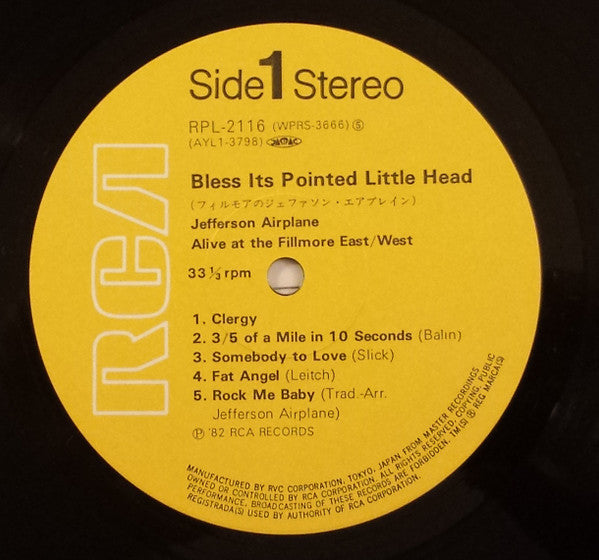 Side 1 Stereo
RPL-2116 (WPRS-3666) Ⓢ
(AYL1-3798)
Bless Its Pointed Little Head
(フィルモアのジェファソン・エアプレイン)
Jefferson Airplane
Alive at the Fillmore East/West
33 ⅓ rpm
RCA
1. Clergy
2. 3/5 of a Mile in 10 Seconds (Balin)
3. Somebody to Love (Slick)
4. Fat Angel (Leitch)
5. Rock Me Baby (Trad.-Arr.
Jefferson Airplane)
Ⓟ '82 RCA RECORDS
MANUFACTURED BY RVC CORPORATION, TOKYO, JAPAN, FROM MASTER RECORDINGS
OWNED OR CONTROLLED BY RCA CORPORATION. ALL RIGHTS RESERVED, COPYING, PUBLIC
PERFORMANCE, BROADCASTING OF THESE RECORDS ARE FORBIDDEN. TM(S) ® REG MARCA(S)
REGISTRADA(S) USED BY AUTHORITY OF RCA CORPORATION.